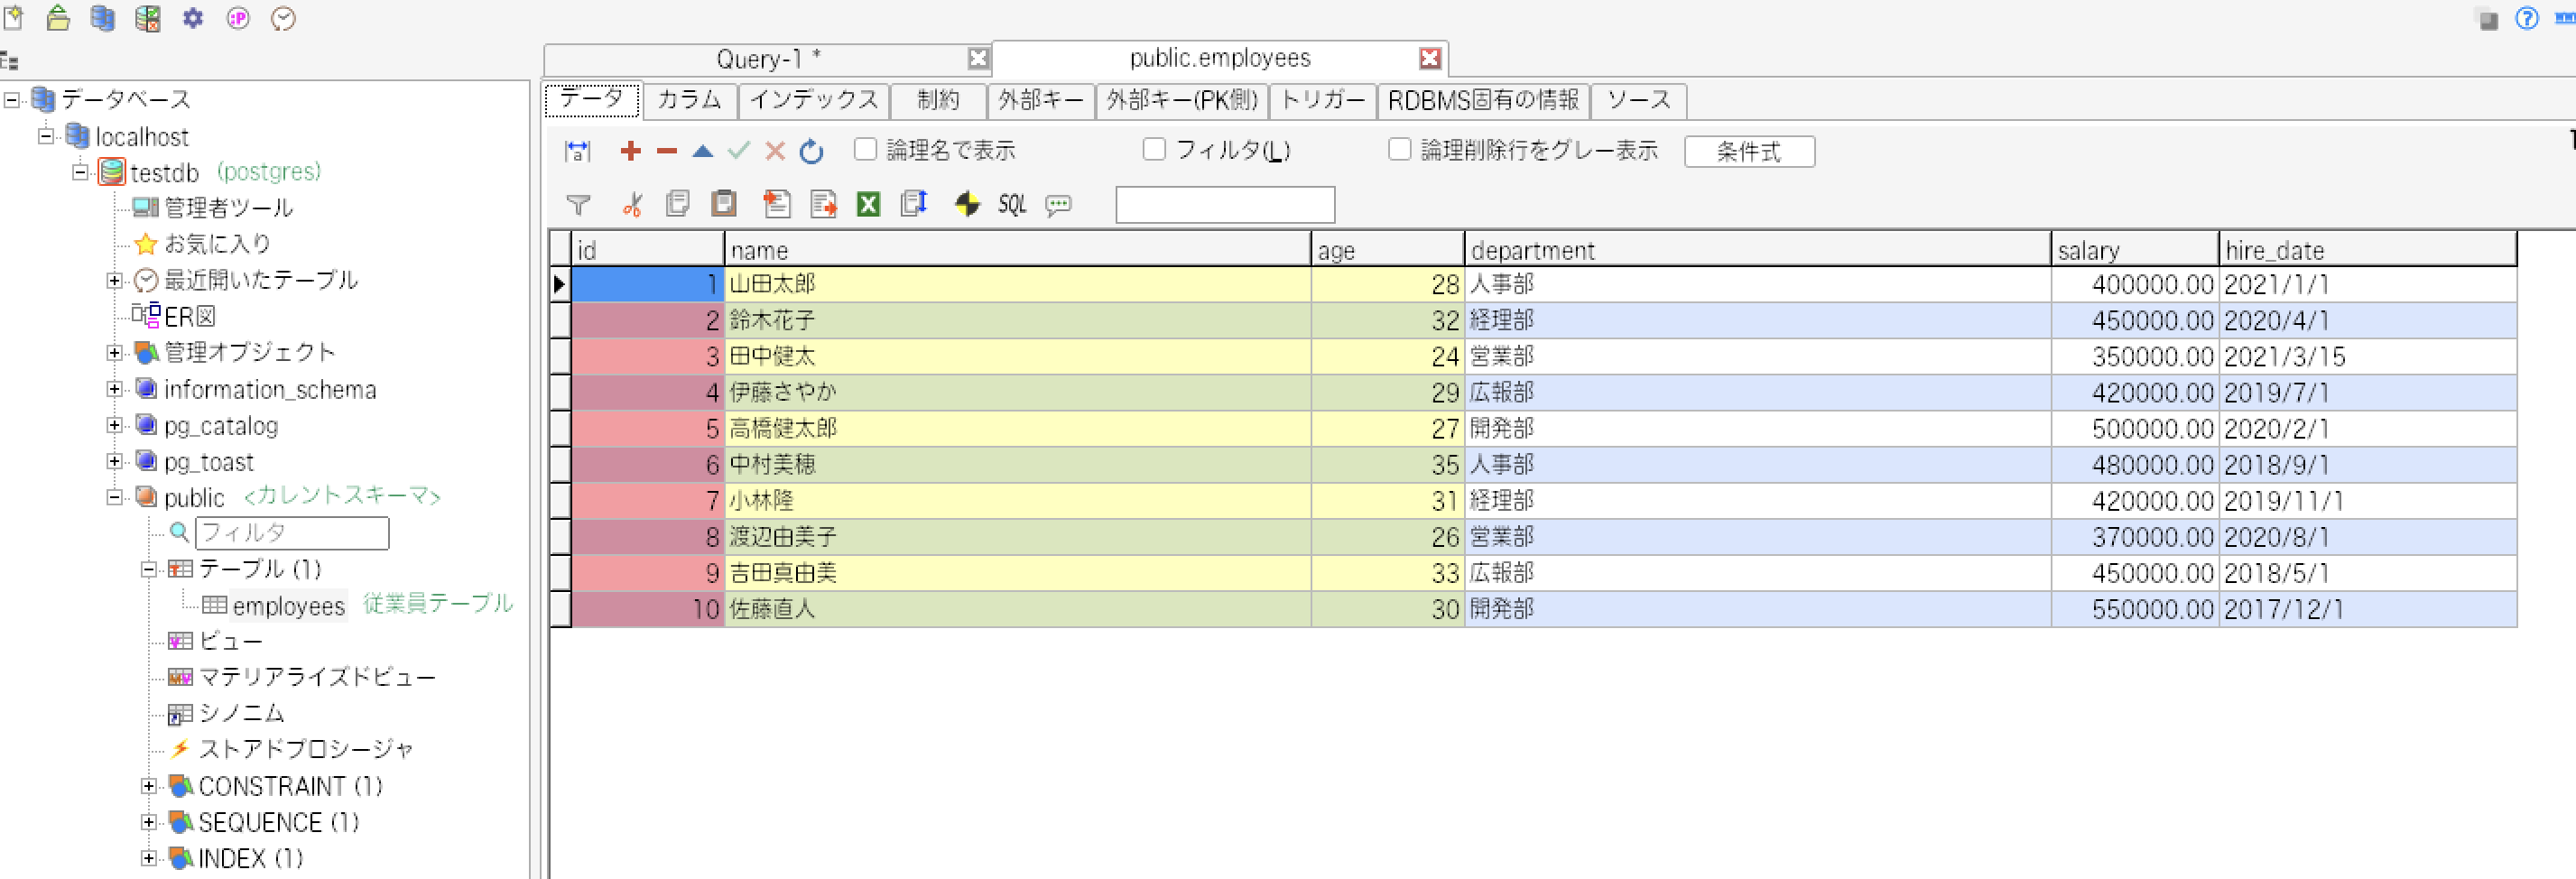 Query-1 *
public.employees
データベース
localhost
testdb (postgres)
管理者ツール
お気に入り
最近開いたテーブル
ER図
管理オブジェクト
information_schema
pg_catalog
pg_toast
public <カレントスキーマ>
フィルタ
テーブル (1)
employees 従業員テーブル
ビュー
マテリアライズドビュー
シノニム
ストアドプロシージャ
CONSTRAINT (1)
SEQUENCE (1)
INDEX (1)
データ カラム インデックス 制約 外部キー 外部キー(PK側) トリガー RDBMS固有の情報 ソース
論理名で表示 フィルタ(L) 論理削除行をグレー表示 条件式
SQL
id name age department salary hire_date
1 山田太郎 28 人事部 400000.00 2021/1/1
2 鈴木花子 32 経理部 450000.00 2020/4/1
3 田中健太 24 営業部 350000.00 2021/3/15
4 伊藤さやか 29 広報部 420000.00 2019/7/1
5 高橋健太郎 27 開発部 500000.00 2020/2/1
6 中村美穂 35 人事部 480000.00 2018/9/1
7 小林隆 31 経理部 420000.00 2019/11/1
8 渡辺由美子 26 営業部 370000.00 2020/8/1
9 吉田真由美 33 広報部 450000.00 2018/5/1
10 佐藤直人 30 開発部 550000.00 2017/12/1